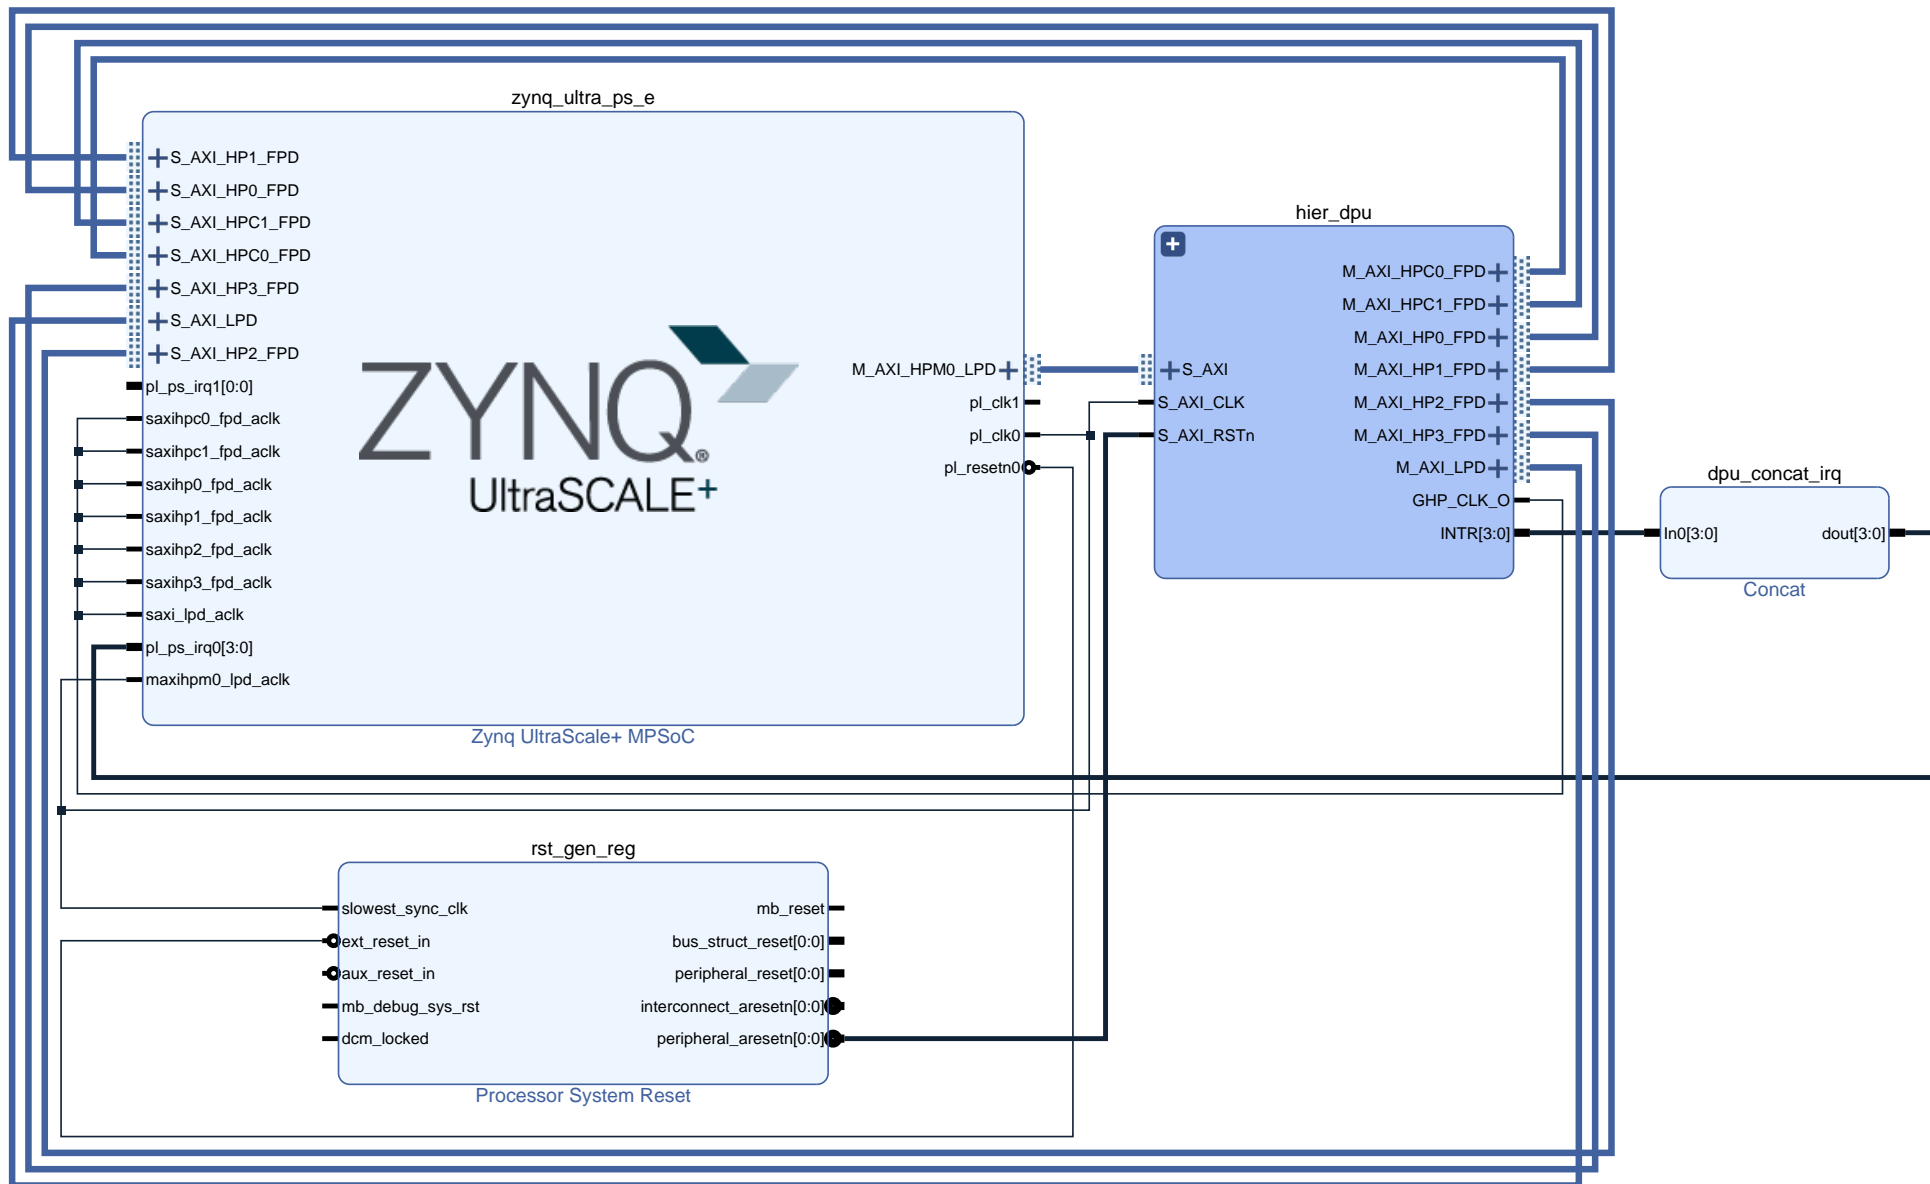 zynq_ultra_ps_e
S_AXI_HP1_FPD
S_AXI_HP0_FPD
S_AXI_HPC1_FPD
S_AXI_HPC0_FPD
S_AXI_HP3_FPD
S_AXI_LPD
S_AXI_HP2_FPD
pl_ps_irq1[0:0]
saxihpc0_fpd_aclk
saxihpc1_fpd_aclk
saxihp0_fpd_aclk
saxihp1_fpd_aclk
saxihp2_fpd_aclk
saxihp3_fpd_aclk
saxi_lpd_aclk
pl_ps_irq0[3:0]
maxihpm0_lpd_aclk
ZYNQ®
UltraSCALE+
M_AXI_HPM0_LPD
pl_clk1
pl_clk0
pl_resetn0
Zynq UltraScale+ MPSoC
hier_dpu
S_AXI
S_AXI_CLK
S_AXI_RSTn
M_AXI_HPC0_FPD
M_AXI_HPC1_FPD
M_AXI_HP0_FPD
M_AXI_HP1_FPD
M_AXI_HP2_FPD
M_AXI_HP3_FPD
M_AXI_LPD
GHP_CLK_O
INTR[3:0]
dpu_concat_irq
In0[3:0]
dout[3:0]
Concat
rst_gen_reg
slowest_sync_clk
ext_reset_in
aux_reset_in
mb_debug_sys_rst
dcm_locked
mb_reset
bus_struct_reset[0:0]
peripheral_reset[0:0]
interconnect_aresetn[0:0]
peripheral_aresetn[0:0]
Processor System Reset